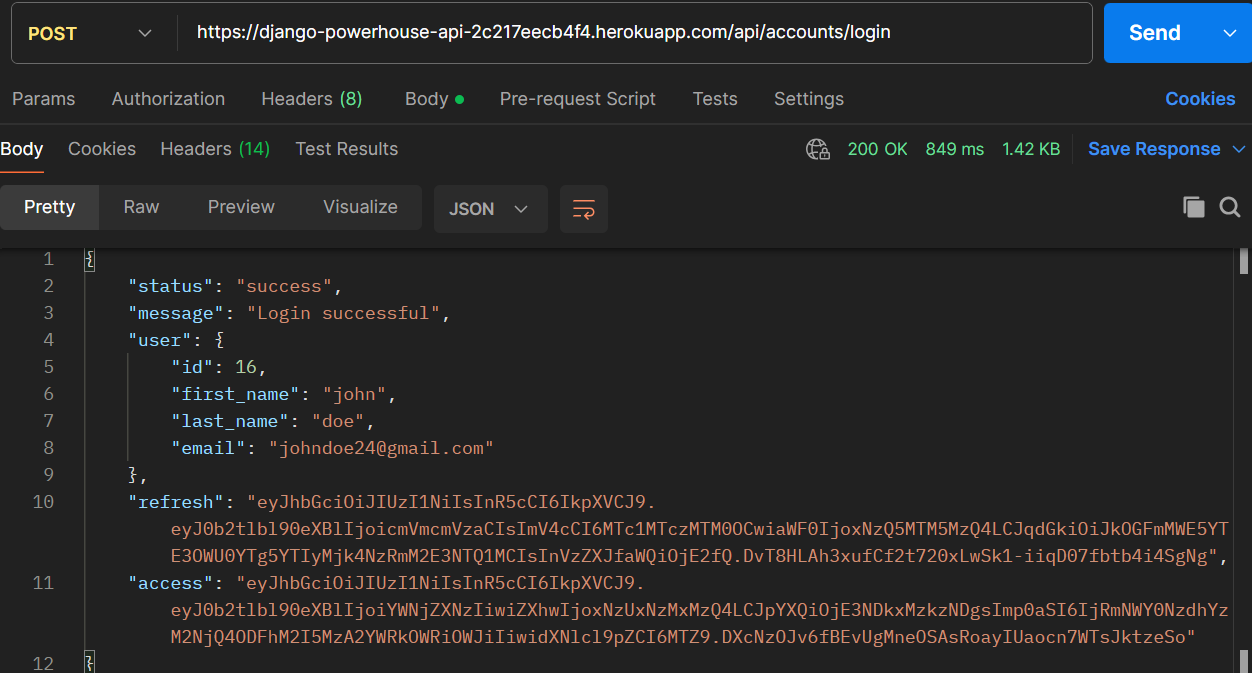 POST https://django-powerhouse-api-2c217eecb4f4.herokuapp.com/api/accounts/login Send
Params Authorization Headers (8) Body Pre-request Script Tests Settings Cookies
Body Cookies Headers (14) Test Results 200 OK 849 ms 1.42 KB Save Response
Pretty Raw Preview Visualize JSON
1 {
2 "status": "success",
3 "message": "Login successful",
4 "user": {
5 "id": 16,
6 "first_name": "john",
7 "last_name": "doe",
8 "email": "johndoe24@gmail.com"
9 },
10 "refresh": "eyJhbGciOiJIUzI1NiIsInR5cCI6IkpXVCJ9.
eyJ0b2tlbl90eXBlIjoicmVmcmVzaCIsImV4cCI6MTc1MTczMTM0OCwiaWF0IjoxNzQ5MTM5MzQ4LCJqdGkiOiJkOGFmMWE5YT
E3OWU0YTg5YTIyMjk4NzRmM2E3NTQ1MCIsInVzZXJfaWQiOjE2fQ.DvT8HLAh3xufCf2t720xLwSk1-iiqD07fbtb4i4SgNg",
11 "access": "eyJhbGciOiJIUzI1NiIsInR5cCI6IkpXVCJ9.
eyJ0b2tlbl90eXBlIjoiYWNjZXNzIiwiZXhwIjoxNzUxNzMxMzQ4LCJpYXQiOjE3NDkxMzkzNDgsImp0aSI6IjRmNWY0NzdhYz
M2NjQ4ODFhM2I5MzA2YWRkOWRiOWJiIiwidXNlcl9pZCI6MTZ9.DXcNzOJv6fBEvUgMneOSAsRoayIUaocn7WTsJktzeSo"
12 }